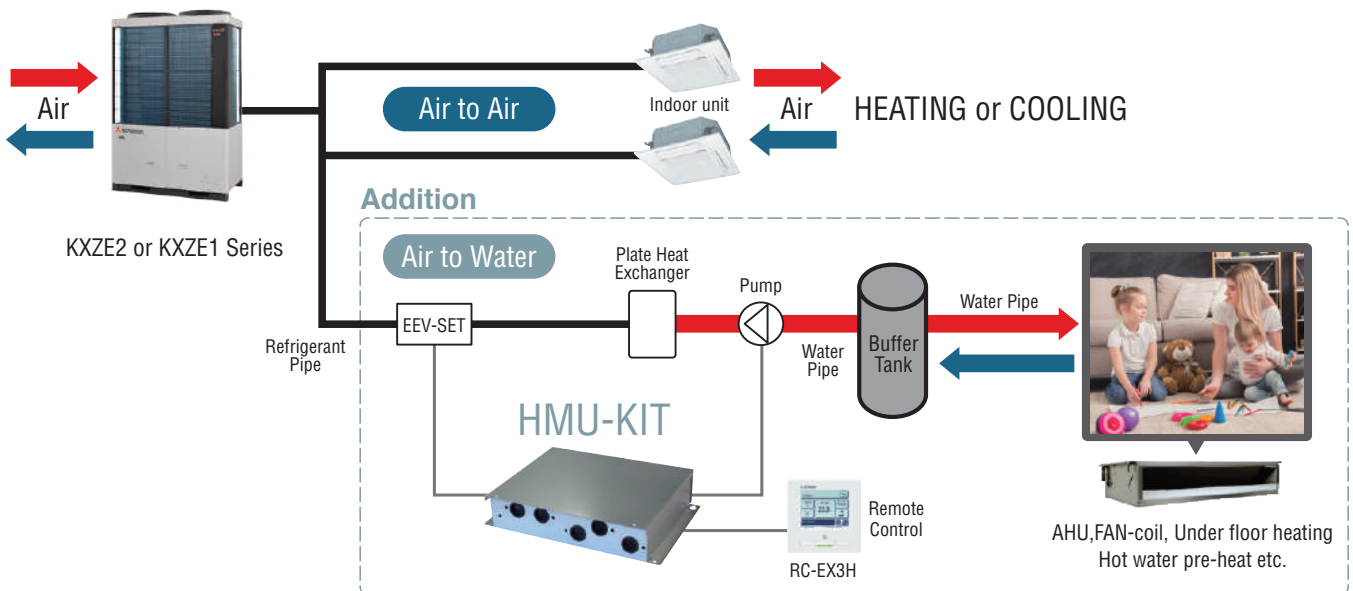 Air
KXZE2 or KXZE1 Series
Air to Air
Indoor unit
Air
HEATING or COOLING
Addition
Air to Water
Refrigerant
Pipe
EEV-SET
Plate Heat
Exchanger
Pump
Water
Pipe
Buffer
Tank
Water Pipe
HMU-KIT
Remote
Control
RC-EX3H
AHU,FAN-coil, Under floor heating
Hot water pre-heat etc.